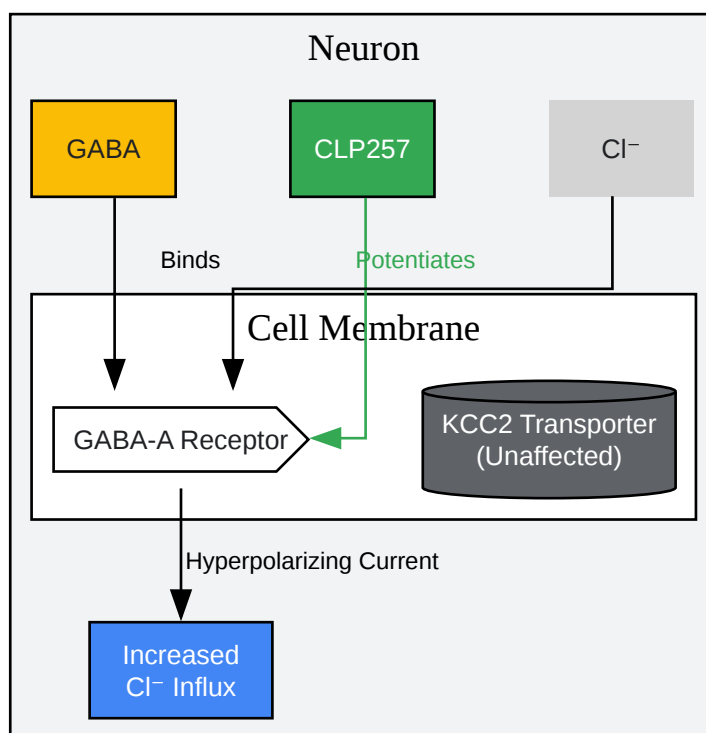 Neuron
GABA
CLP257
Cl⁻
Binds
Potentiates
Cell Membrane
GABA-A Receptor
KCC2 Transporter
(Unaffected)
Hyperpolarizing Current
Increased
Cl⁻ Influx